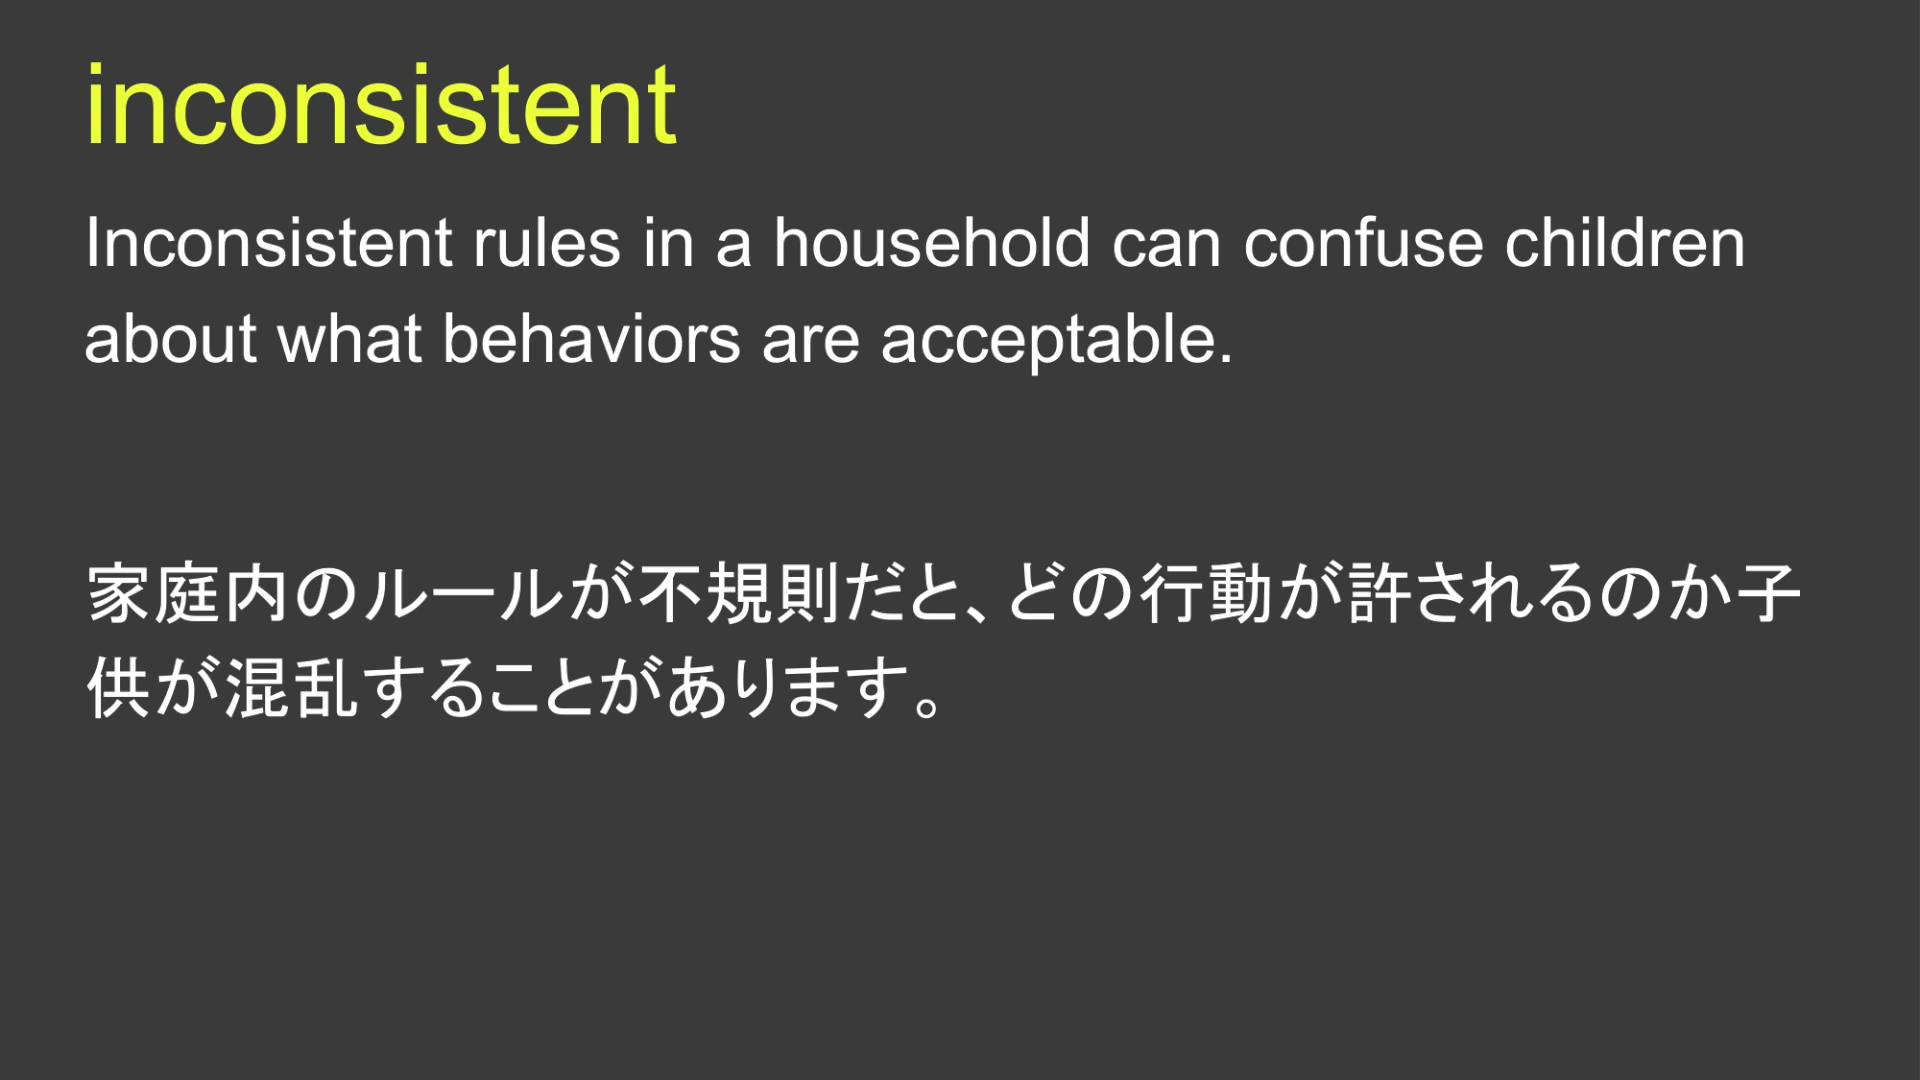 inconsistent
Inconsistent rules in a household can confuse children
about what behaviors are acceptable.
家庭内のルールが不規則だと、どの行動が許されるのか子
供が混乱することがあります。